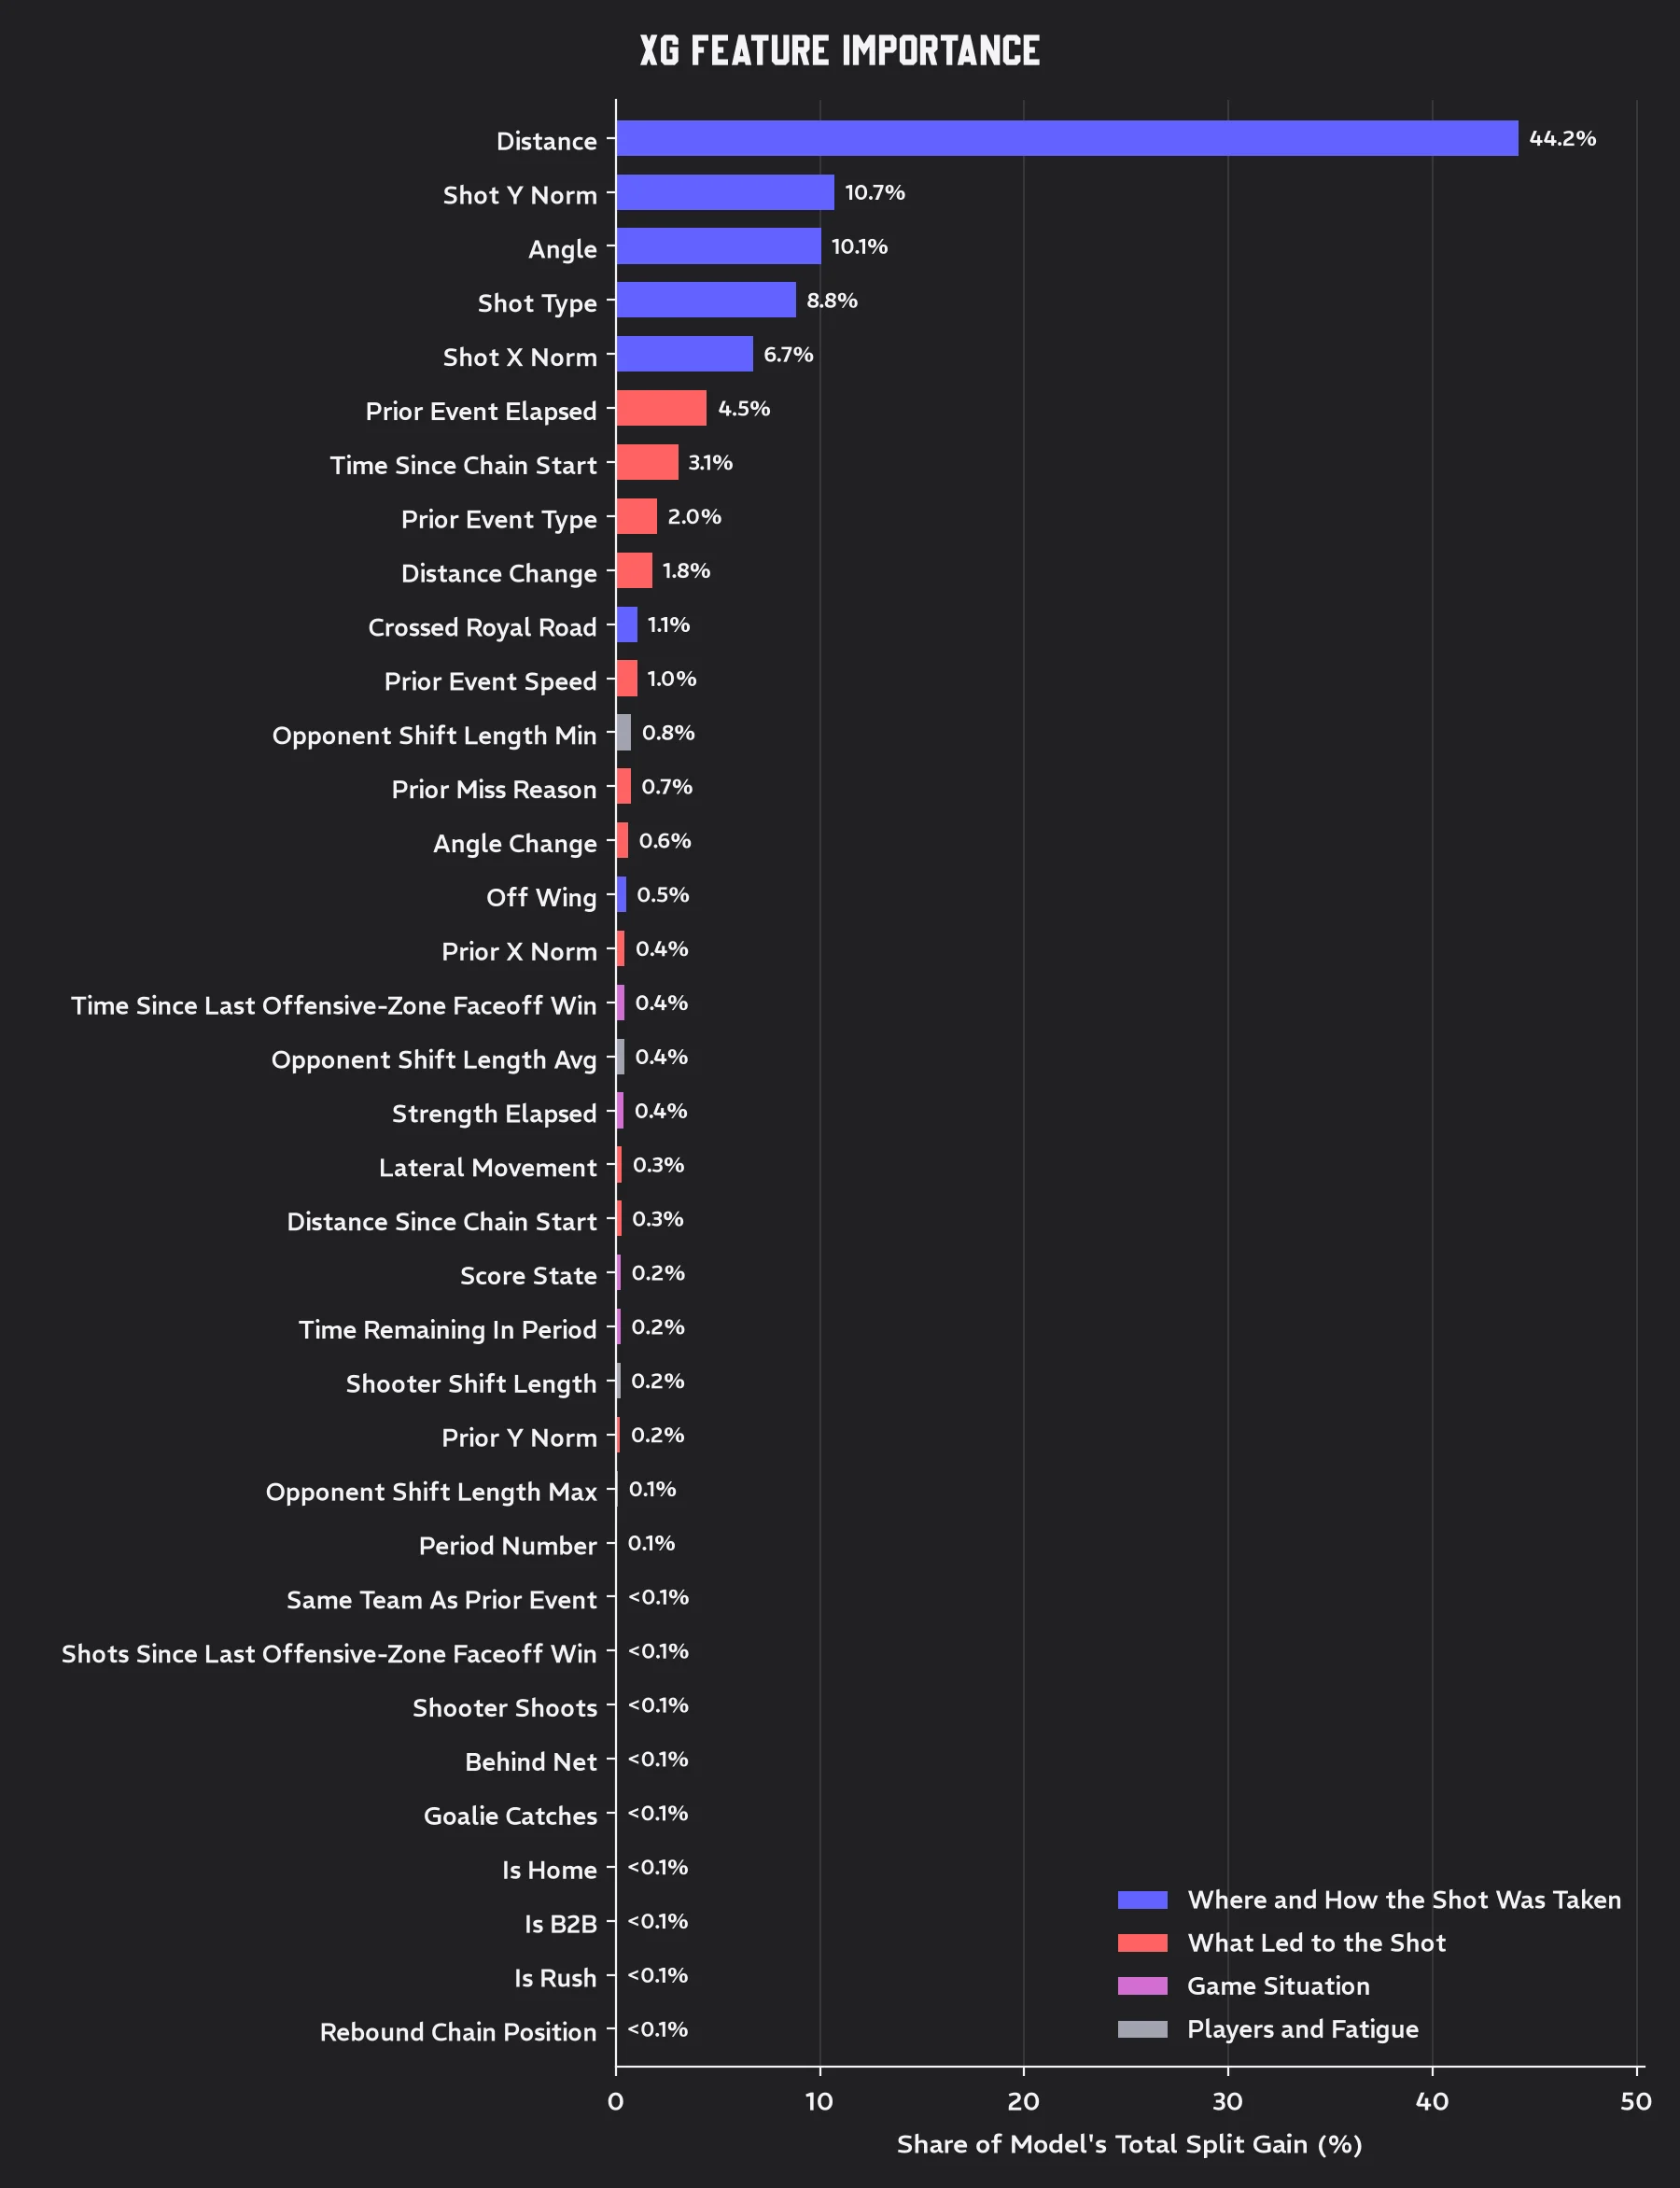 XG FEATURE IMPORTANCE
Distance 44.2%
Shot Y Norm 10.7%
Angle 10.1%
Shot Type 8.8%
Shot X Norm 6.7%
Prior Event Elapsed 4.5%
Time Since Chain Start 3.1%
Prior Event Type 2.0%
Distance Change 1.8%
Crossed Royal Road 1.1%
Prior Event Speed 1.0%
Opponent Shift Length Min 0.8%
Prior Miss Reason 0.7%
Angle Change 0.6%
Off Wing 0.5%
Prior X Norm 0.4%
Time Since Last Offensive-Zone Faceoff Win 0.4%
Opponent Shift Length Avg 0.4%
Strength Elapsed 0.4%
Lateral Movement 0.3%
Distance Since Chain Start 0.3%
Score State 0.2%
Time Remaining In Period 0.2%
Shooter Shift Length 0.2%
Prior Y Norm 0.2%
Opponent Shift Length Max 0.1%
Period Number 0.1%
Same Team As Prior Event <0.1%
Shots Since Last Offensive-Zone Faceoff Win <0.1%
Shooter Shoots <0.1%
Behind Net <0.1%
Goalie Catches <0.1%
Is Home <0.1%
Is B2B <0.1%
Is Rush <0.1%
Rebound Chain Position <0.1%
Where and How the Shot Was Taken
What Led to the Shot
Game Situation
Players and Fatigue
0 10 20 30 40 50
Share of Model's Total Split Gain (%)